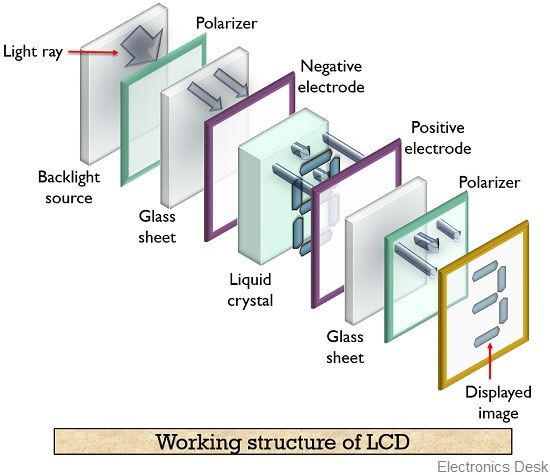 Polarizer
Light ray
Negative
electrode
Positive
electrode
Polarizer
Backlight
source
Glass
sheet
Liquid
crystal
Glass
sheet
Displayed
image
Working structure of LCD
Electronics Desk